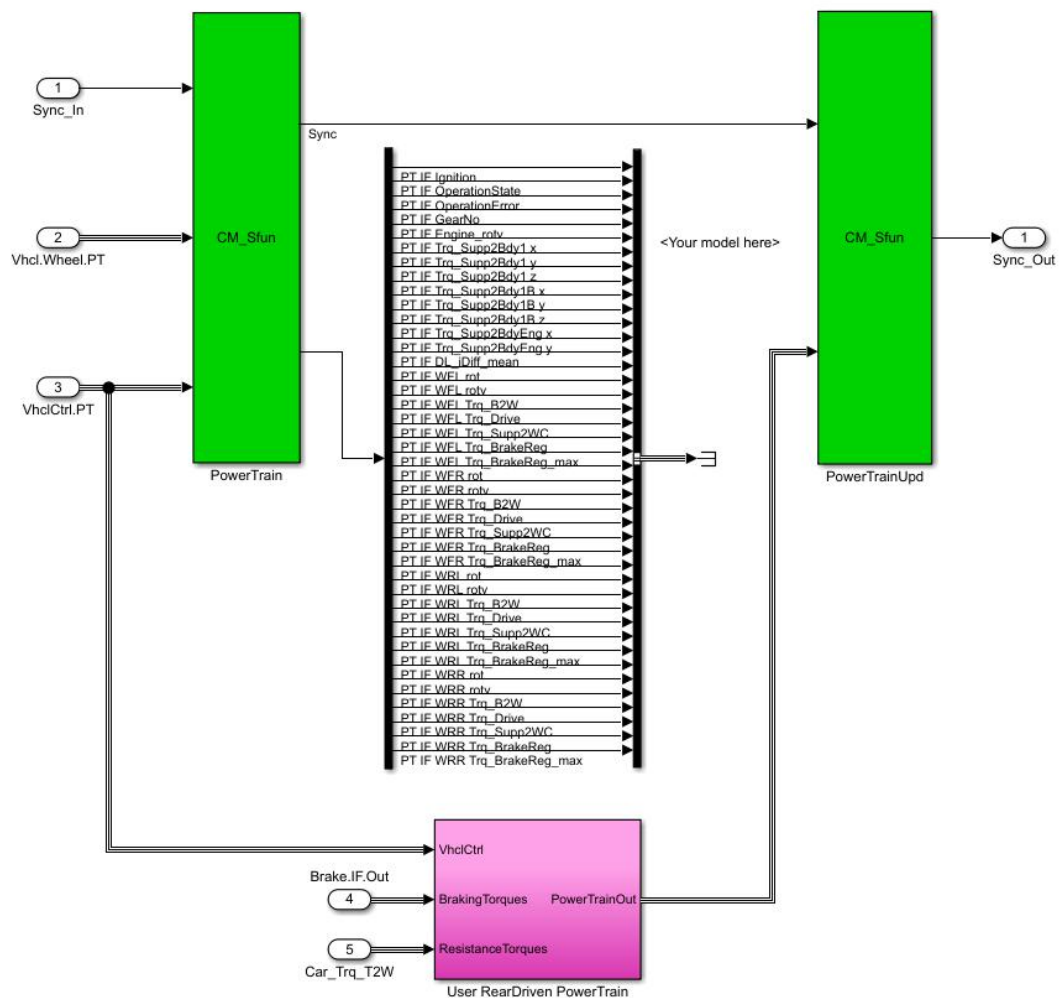 1
Sync_In
2
Vhcl.Wheel.PT
3
VhclCtrl.PT
CM_Sfun
PowerTrain
Sync
PT IF Ignition
PT IF OperationState
PT IF OperationError
PT IF GearNo
PT IF Engine_rotv
PT IF Trq_Supp2Bdy1 x
PT IF Trq_Supp2Bdy1 y
PT IF Trq_Supp2Bdy1 z
PT IF Trq_Supp2Bdy1B x
PT IF Trq_Supp2Bdy1B y
PT IF Trq_Supp2Bdy1B z
PT IF Trq_Supp2BdyEng x
PT IF Trq_Supp2BdyEng y
PT IF DL_iDiff_mean
PT IF WFL rot
PT IF WFL rotv
PT IF WFL Trq_B2W
PT IF WFL Trq_Drive
PT IF WFL Trq_Supp2WC
PT IF WFL Trq_BrakeReg
PT IF WFL Trq_BrakeReg_max
PT IF WFR rot
PT IF WFR rotv
PT IF WFR Trq_B2W
PT IF WFR Trq_Drive
PT IF WFR Trq_Supp2WC
PT IF WFR Trq_BrakeReg
PT IF WFR Trq_BrakeReg_max
PT IF WRL rot
PT IF WRL rotv
PT IF WRL Trq_B2W
PT IF WRL Trq_Drive
PT IF WRL Trq_Supp2WC
PT IF WRL Trq_BrakeReg
PT IF WRL Trq_BrakeReg_max
PT IF WRR rot
PT IF WRR rotv
PT IF WRR Trq_B2W
PT IF WRR Trq_Drive
PT IF WRR Trq_Supp2WC
PT IF WRR Trq_BrakeReg
PT IF WRR Trq_BrakeReg_max
<Your model here>
CM_Sfun
PowerTrainUpd
1
Sync_Out
VhclCtrl
Brake.IF.Out
4
BrakingTorques
PowerTrainOut
5
ResistanceTorques
Car_Trq_T2W
User RearDriven PowerTrain